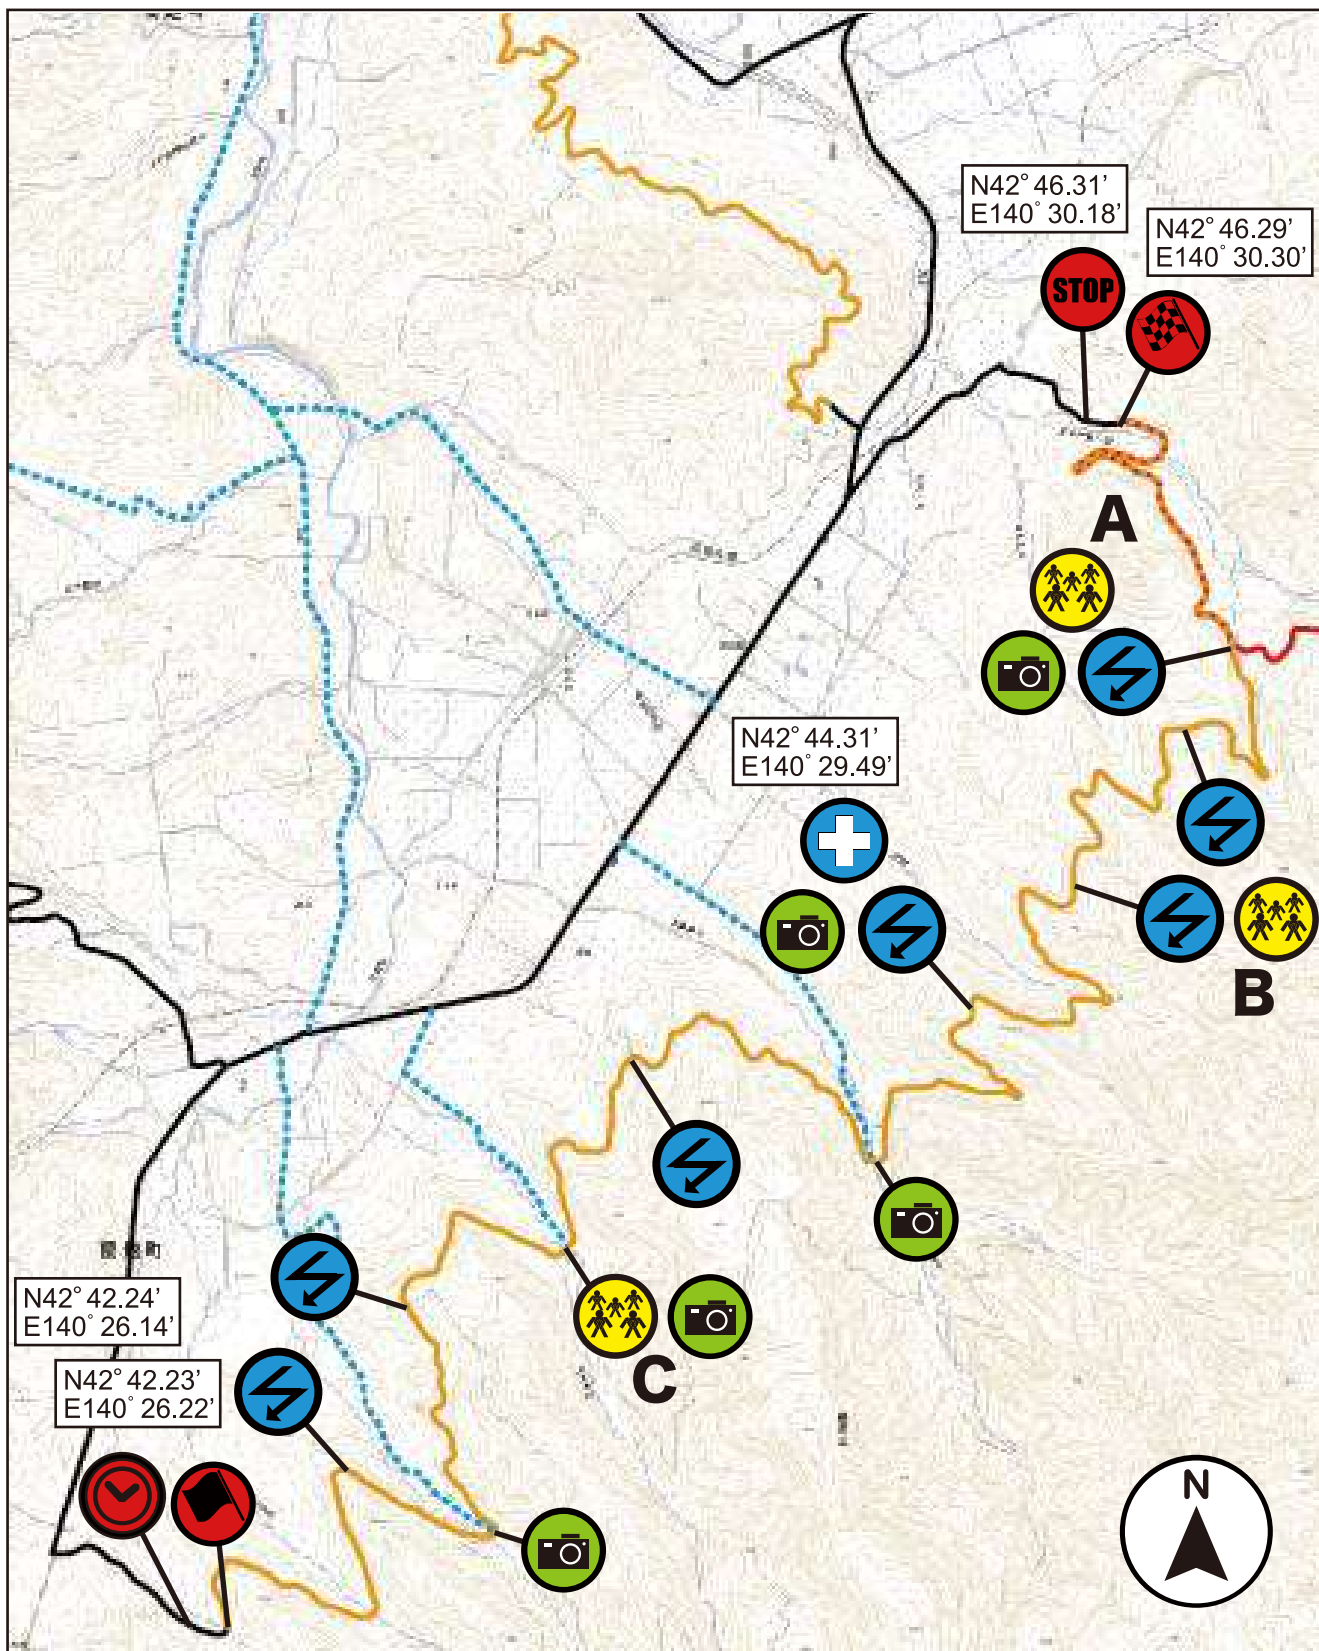 N42° 46.31’
E140° 30.18’
N42° 46.29’
E140° 30.30’
STOP
A
N42° 44.31’
E140° 29.49’
B
N42° 42.24’
E140° 26.14’
C
N42° 42.23’
E140° 26.22’
N